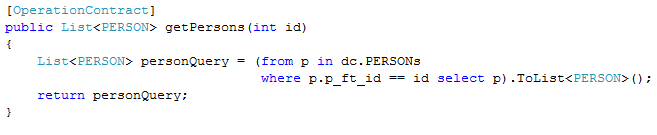 [OperationContract]
public List<PERSON> getPersons(int id)
{
    List<PERSON> personQuery = (from p in dc.PERSONs
                                where p.p_ft_id == id select p).ToList<PERSON>();
    return personQuery;
}